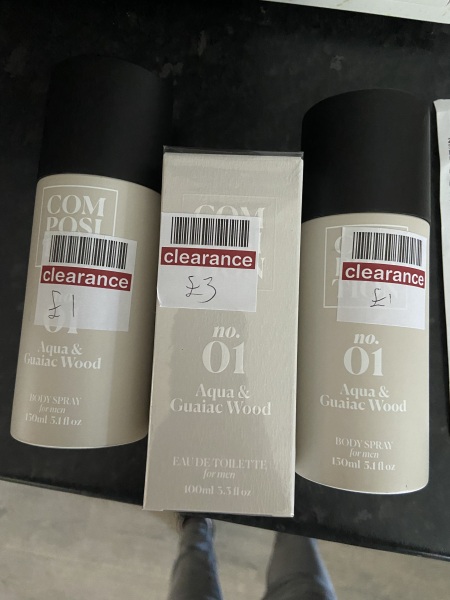 COM
POSI
clearance
£1
01
Aqua &
Guaiac Wood
BODY SPRAY
for men
150ml 5.1 fl oz
COM
N
clearance
£3
no.
01
Aqua &
Guaiac Wood
EAU DE TOILETTE
for men
100ml 3.3 fl oz
clearance
£1
no.
01
Aqua &
Guaiac Wood
BODY SPRAY
for men
150ml 5.1 fl oz